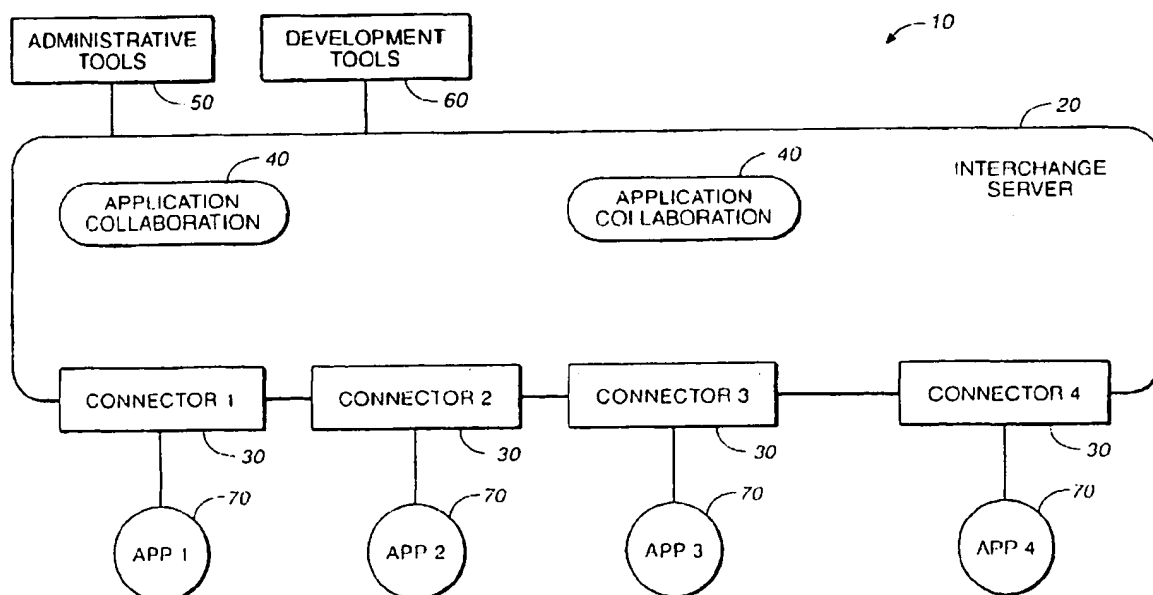 ADMINISTRATIVE
TOOLS
50
DEVELOPMENT
TOOLS
60
10
20
INTERCHANGE
SERVER
40
APPLICATION
COLLABORATION
40
APPLICATION
COLLABORATION
CONNECTOR 1
CONNECTOR 2
CONNECTOR 3
CONNECTOR 4
30
30
30
30
70
70
70
70
APP 1
APP 2
APP 3
APP 4